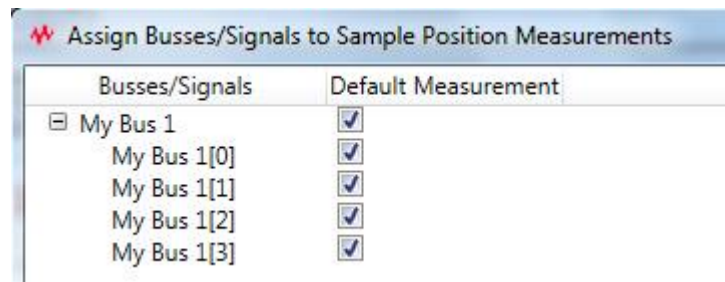 Assign Busses/Signals to Sample Position Measurements
Busses/Signals Default Measurement
My Bus 1
My Bus 1[0]
My Bus 1[1]
My Bus 1[2]
My Bus 1[3]